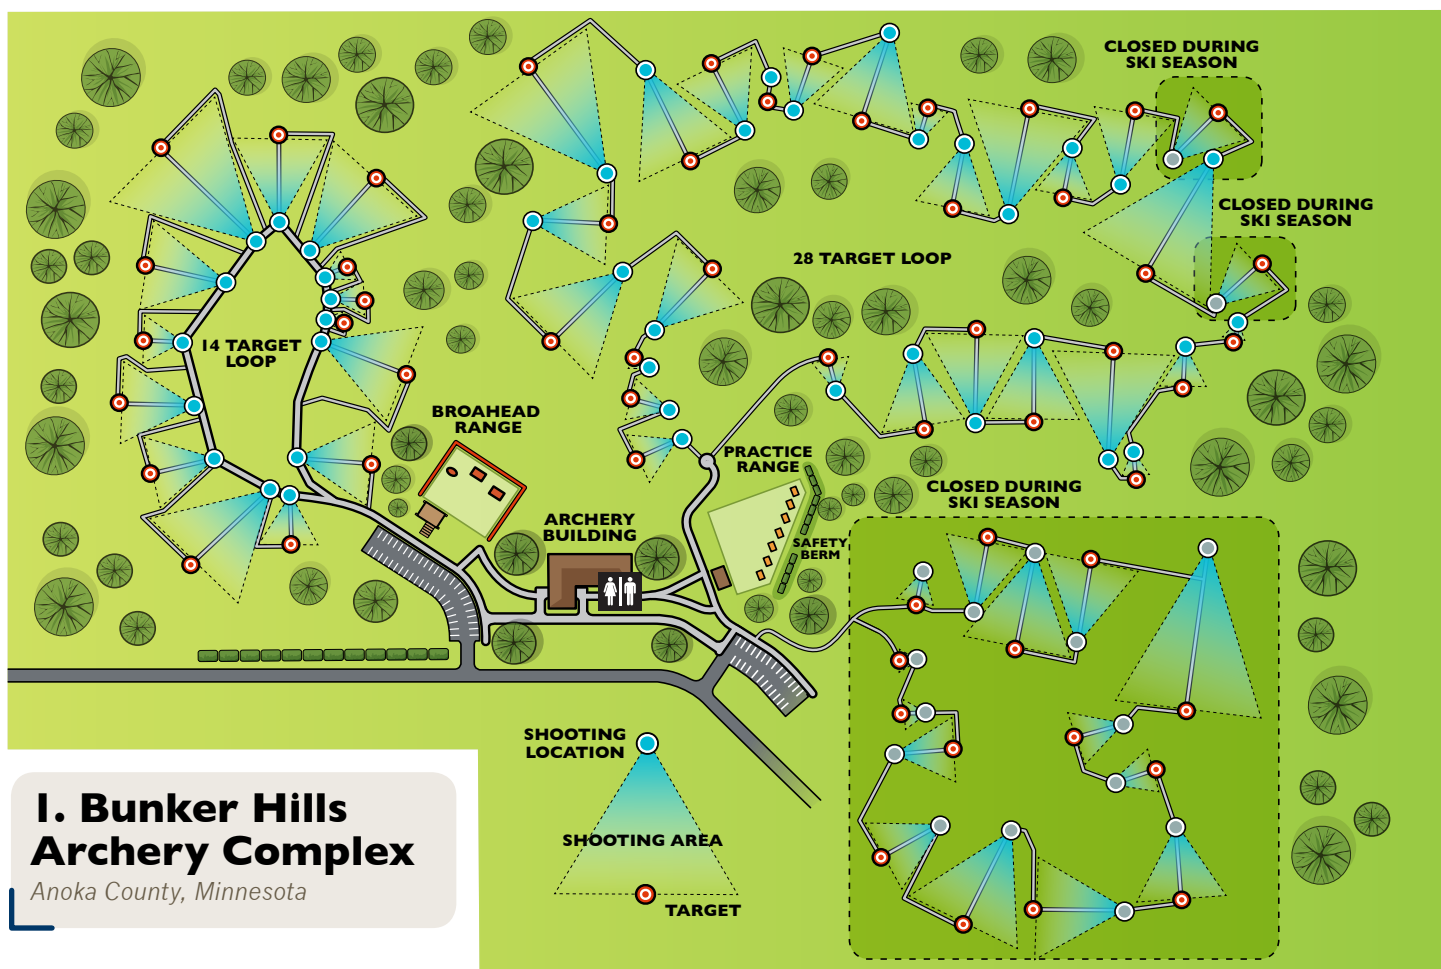 CLOSED DURING
SKI SEASON
CLOSED DURING
SKI SEASON
28 TARGET LOOP
14 TARGET
LOOP
BROAHEAD
RANGE
PRACTICE
RANGE
CLOSED DURING
SKI SEASON
ARCHERY
BUILDING
SAFETY
BERM
SHOOTING
LOCATION
SHOOTING AREA
TARGET
1. Bunker Hills
Archery Complex
Anoka County, Minnesota